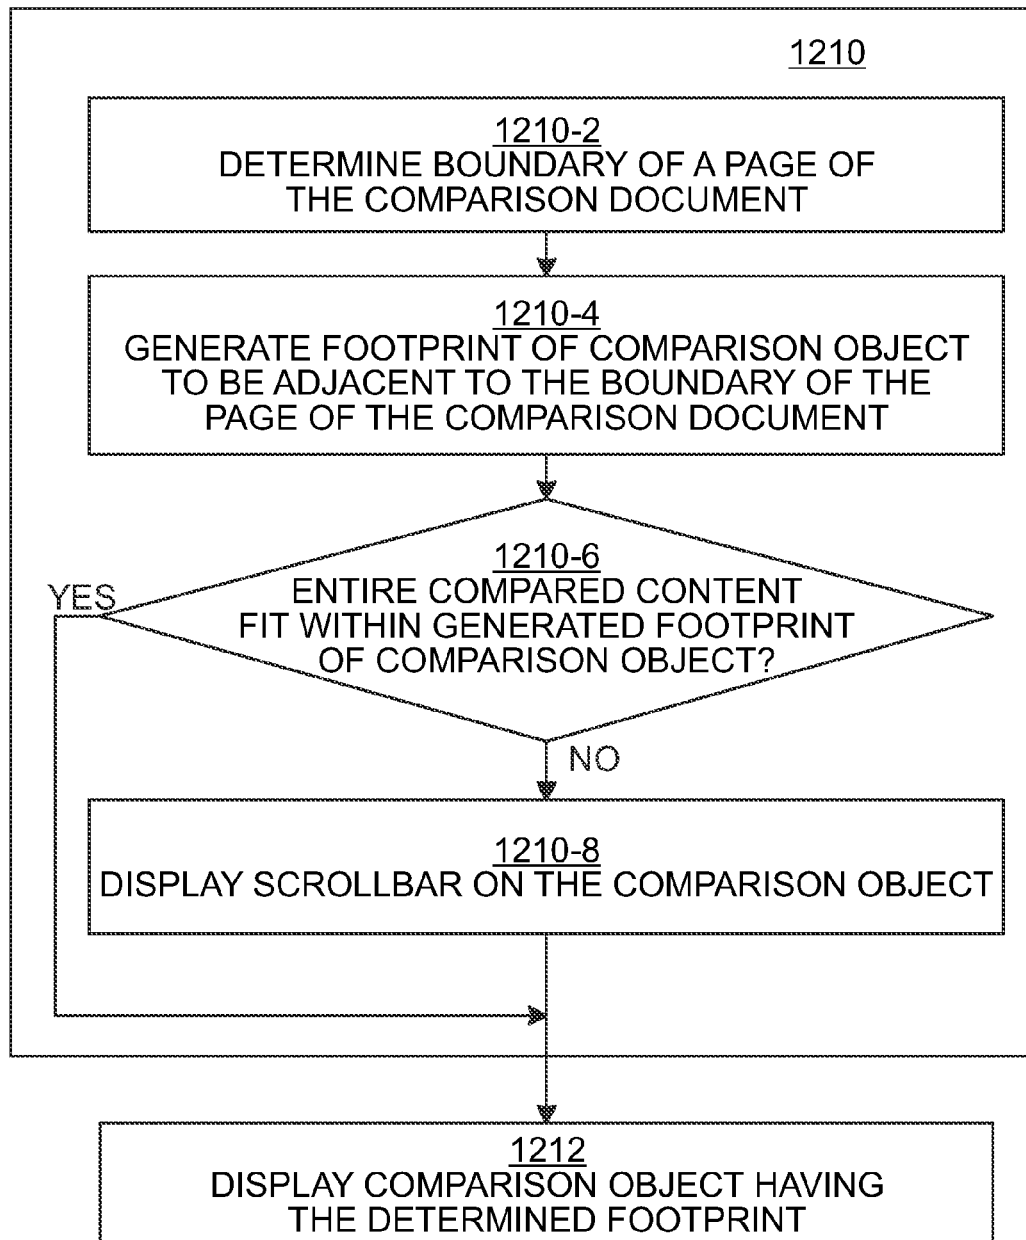 1210
1210-2
DETERMINE BOUNDARY OF A PAGE OF
THE COMPARISON DOCUMENT
1210-4
GENERATE FOOTPRINT OF COMPARISON OBJECT
TO BE ADJACENT TO THE BOUNDARY OF THE
PAGE OF THE COMPARISON DOCUMENT
1210-6
ENTIRE COMPARED CONTENT
FIT WITHIN GENERATED FOOTPRINT
OF COMPARISON OBJECT?
YES
NO
1210-8
DISPLAY SCROLLBAR ON THE COMPARISON OBJECT
1212
DISPLAY COMPARISON OBJECT HAVING
THE DETERMINED FOOTPRINT